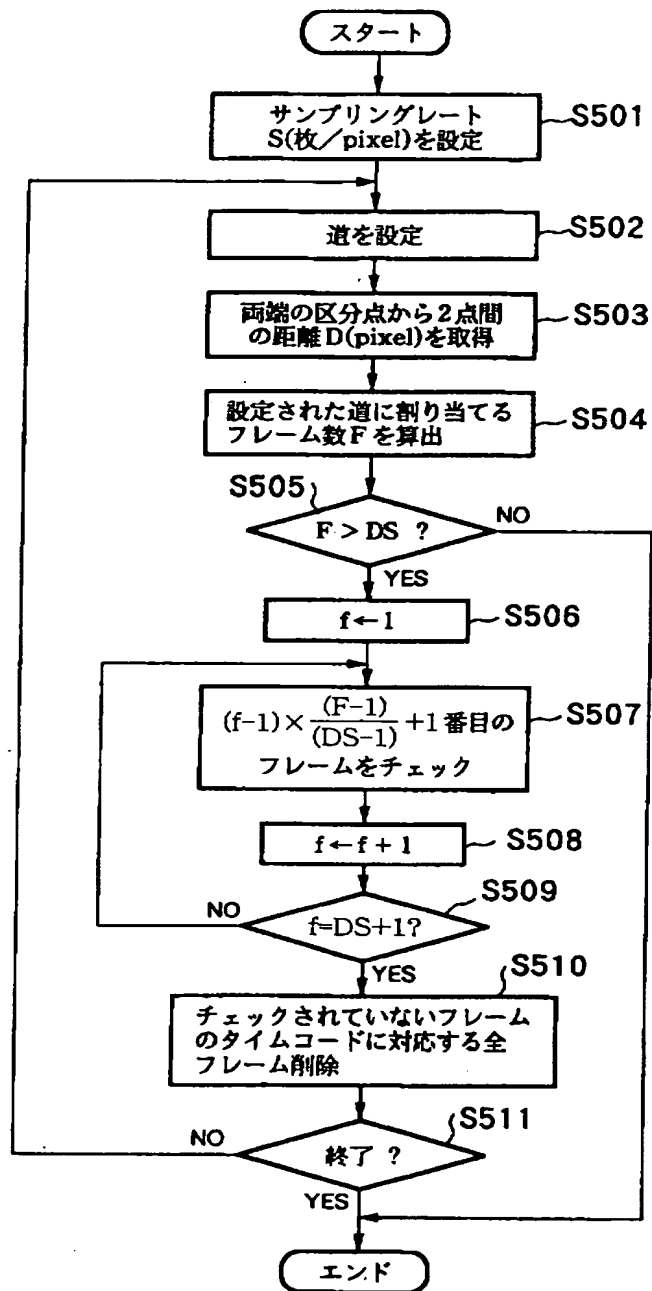 スタート
サンプリングレート
S(枚/pixel)を設定
S501
道を設定
S502
両端の区分点から2点間
の距離D(pixel)を取得
S503
設定された道に割り当てる
フレーム数Fを算出
S504
S505
F > DS ?
NO
YES
f←1
S506
(f-1)×(F-1)/(DS-1)+1番目の
フレームをチェック
S507
f←f+1
S508
S509
f=DS+1?
NO
YES
S510
チェックされていないフレーム
のタイムコードに対応する全
フレーム削除
S511
終了 ?
NO
YES
エンド